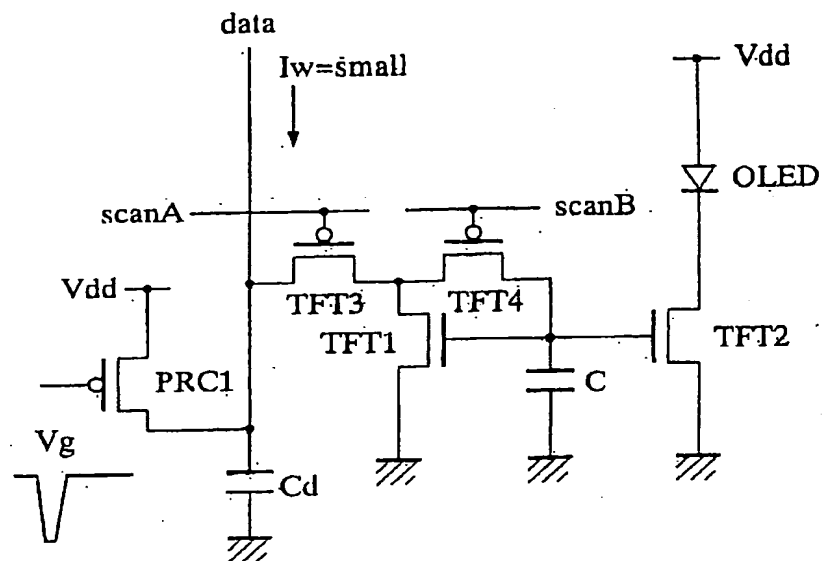 data
Iw=small
Vdd
OLED
scanA
scanB
Vdd
TFT3
TFT4
TFT1
TFT2
PRC1
C
Vg
Cd